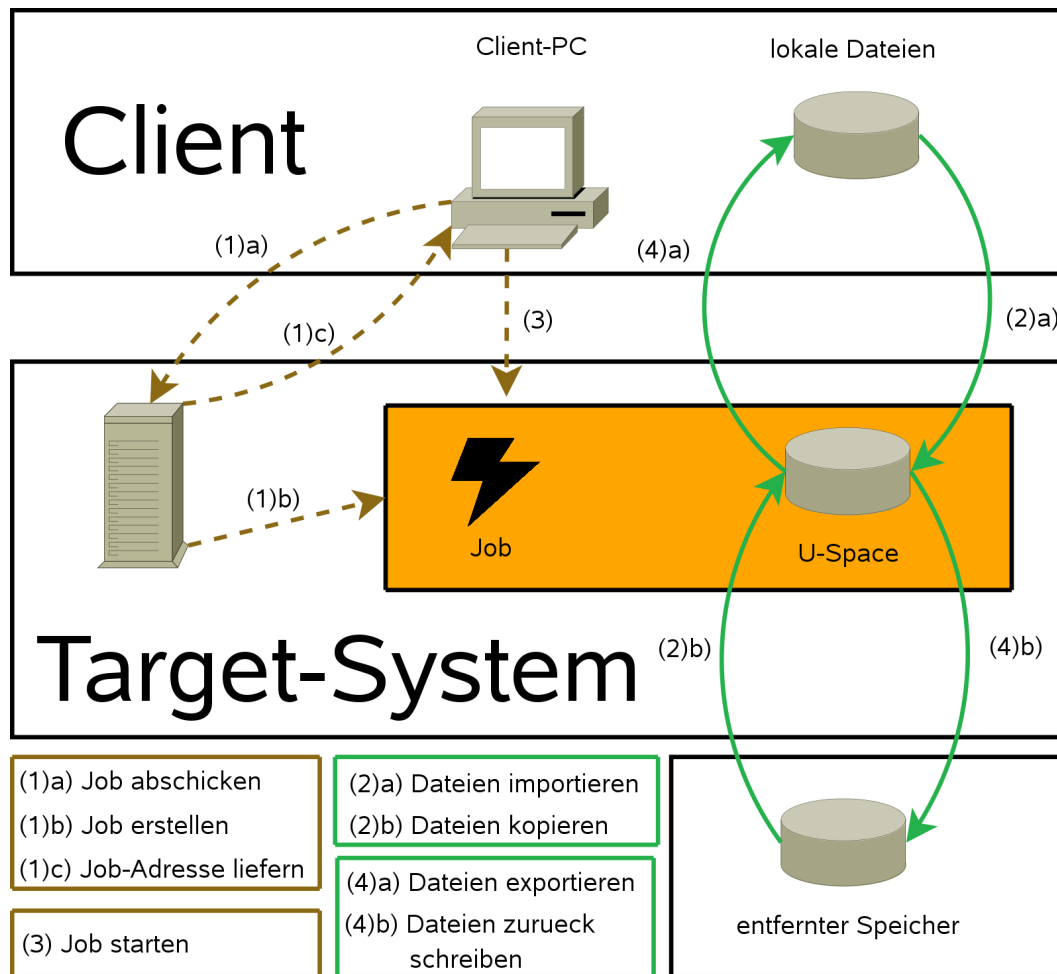 Client-PC
lokale Dateien
Client
(1)a)
(4)a)
(1)c)
(3)
(2)a)
(1)b)
Job
U-Space
Target-System
(2)b)
(4)b)
(1)a) Job abschicken
(1)b) Job erstellen
(1)c) Job-Adresse liefern
(3) Job starten
(2)a) Dateien importieren
(2)b) Dateien kopieren
(4)a) Dateien exportieren
(4)b) Dateien zurueck
schreiben
entfernter Speicher